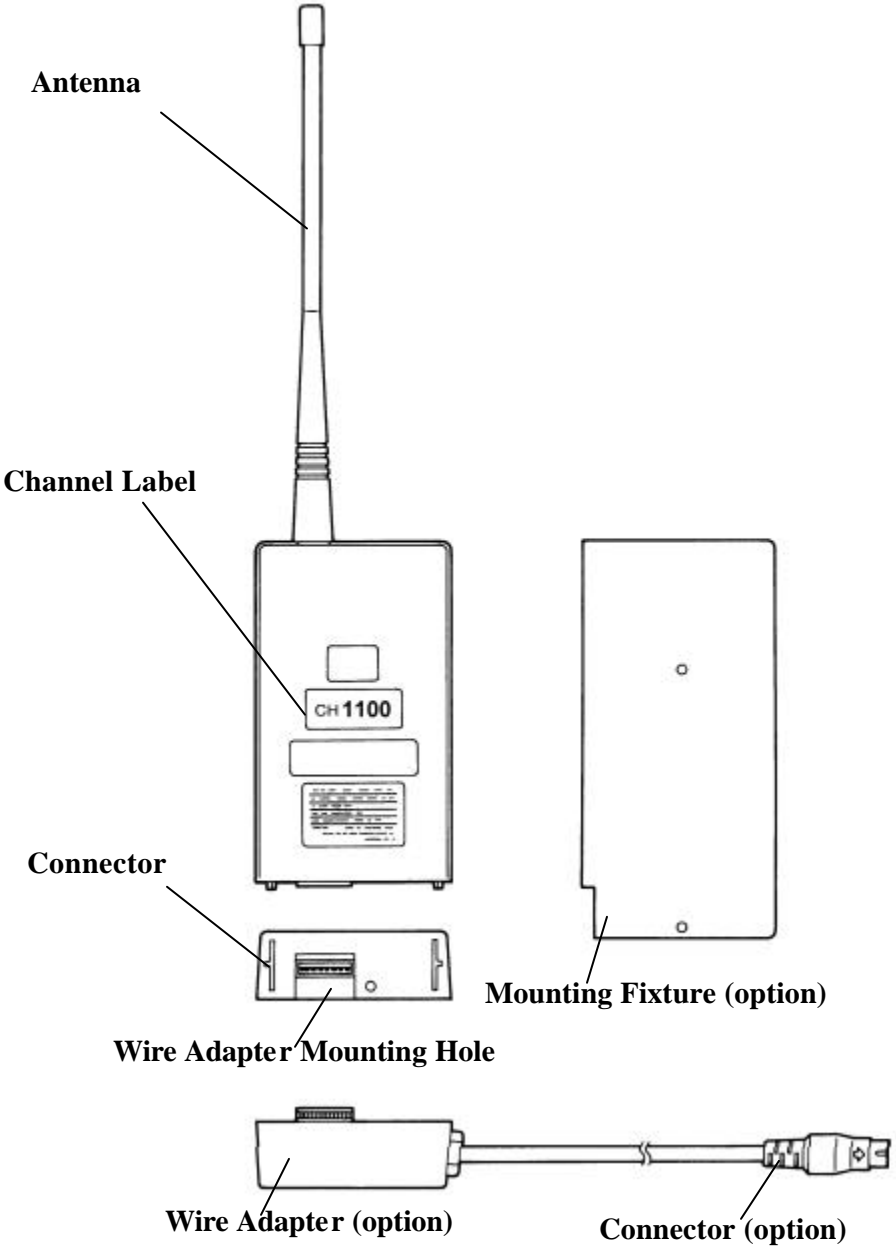 Antenna
Channel Label
CH 1100
Connector
Mounting Fixture (option)
Wire Adapter Mounting Hole
Wire Adapter (option)
Connector (option)